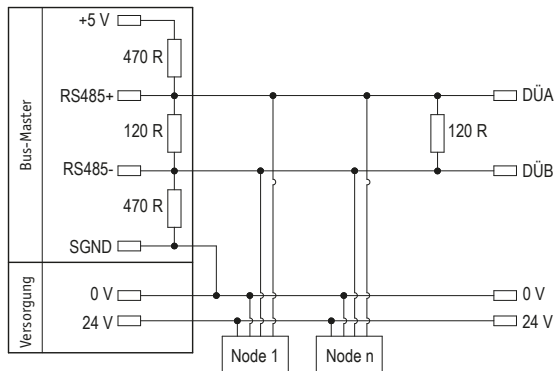 Bus-Master
+5 V
470 R
RS485+
DÜA
120 R
120 R
RS485-
DÜB
470 R
SGND
Versorgung
0 V
0 V
24 V
24 V
Node 1
Node n